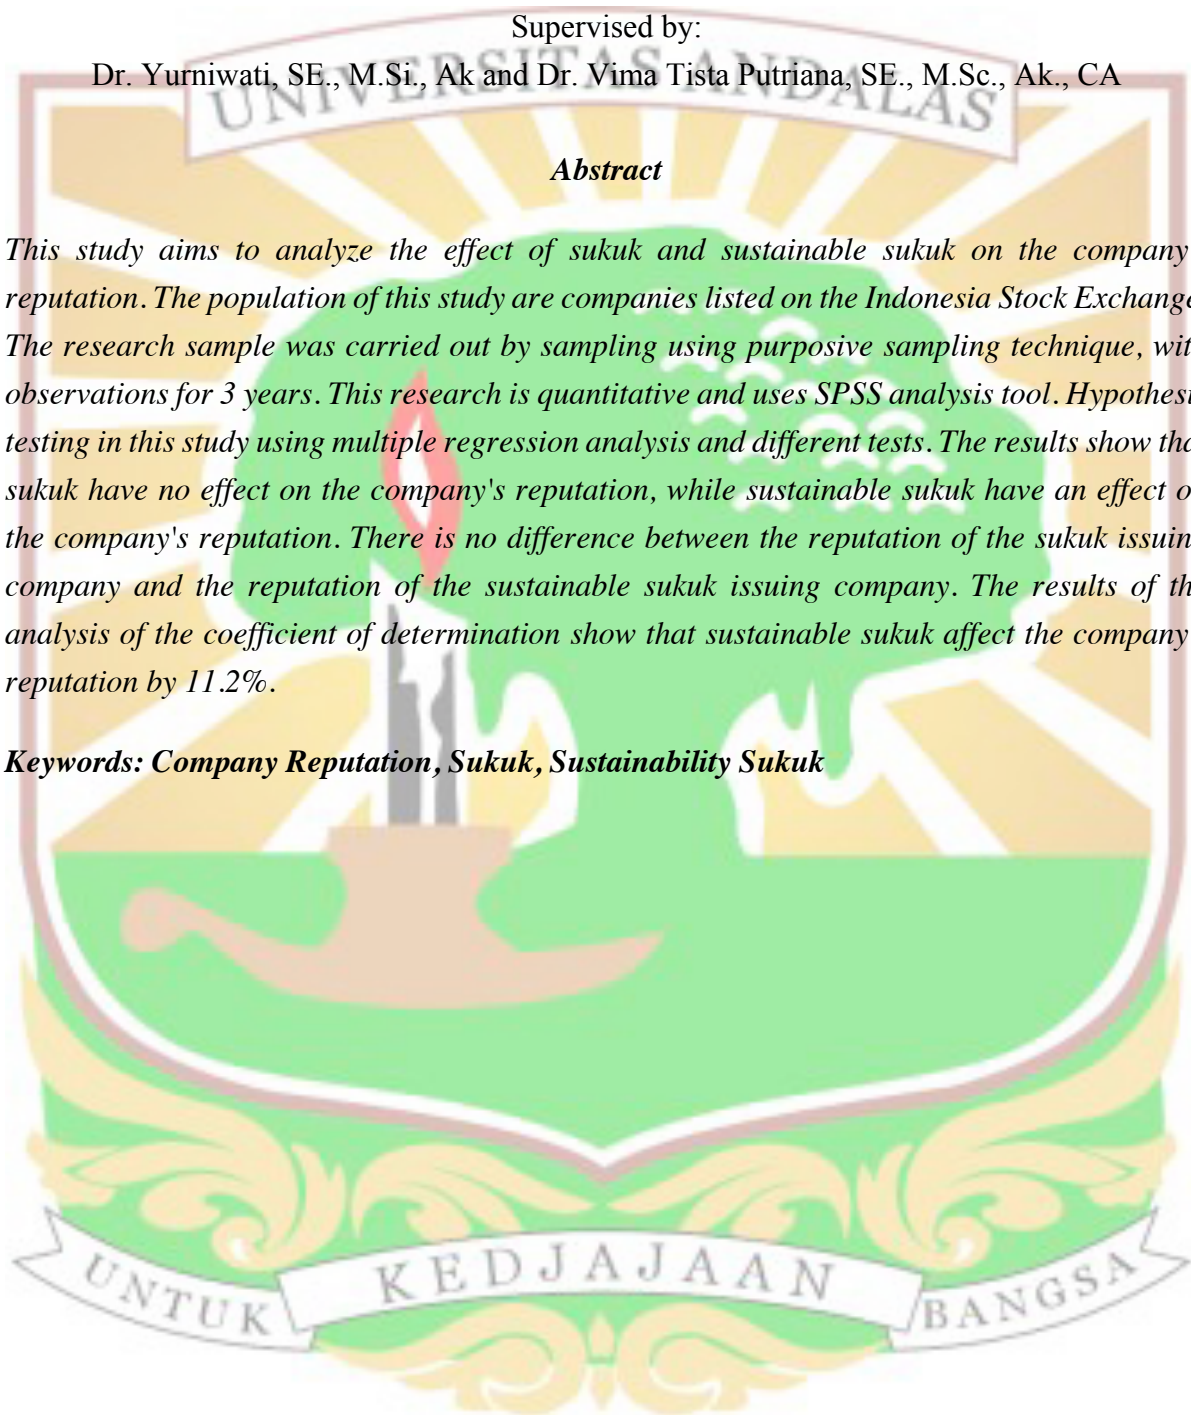 Supervised by:
Dr. Yurniwati, SE., M.Si., Ak and Dr. Vima Tista Putriana, SE., M.Sc., Ak., CA
UNIVERSITAS ANDALAS
Abstract
This study aims to analyze the effect of sukuk and sustainable sukuk on the company
reputation. The population of this study are companies listed on the Indonesia Stock Exchange
The research sample was carried out by sampling using purposive sampling technique, wit
observations for 3 years. This research is quantitative and uses SPSS analysis tool. Hypothesi
testing in this study using multiple regression analysis and different tests. The results show tha
sukuk have no effect on the company's reputation, while sustainable sukuk have an effect o
the company's reputation. There is no difference between the reputation of the sukuk issuin
company and the reputation of the sustainable sukuk issuing company. The results of th
analysis of the coefficient of determination show that sustainable sukuk affect the company
reputation by 11.2%.
Keywords: Company Reputation, Sukuk, Sustainability Sukuk
UNTUK KEDJAJAAN BANGSA